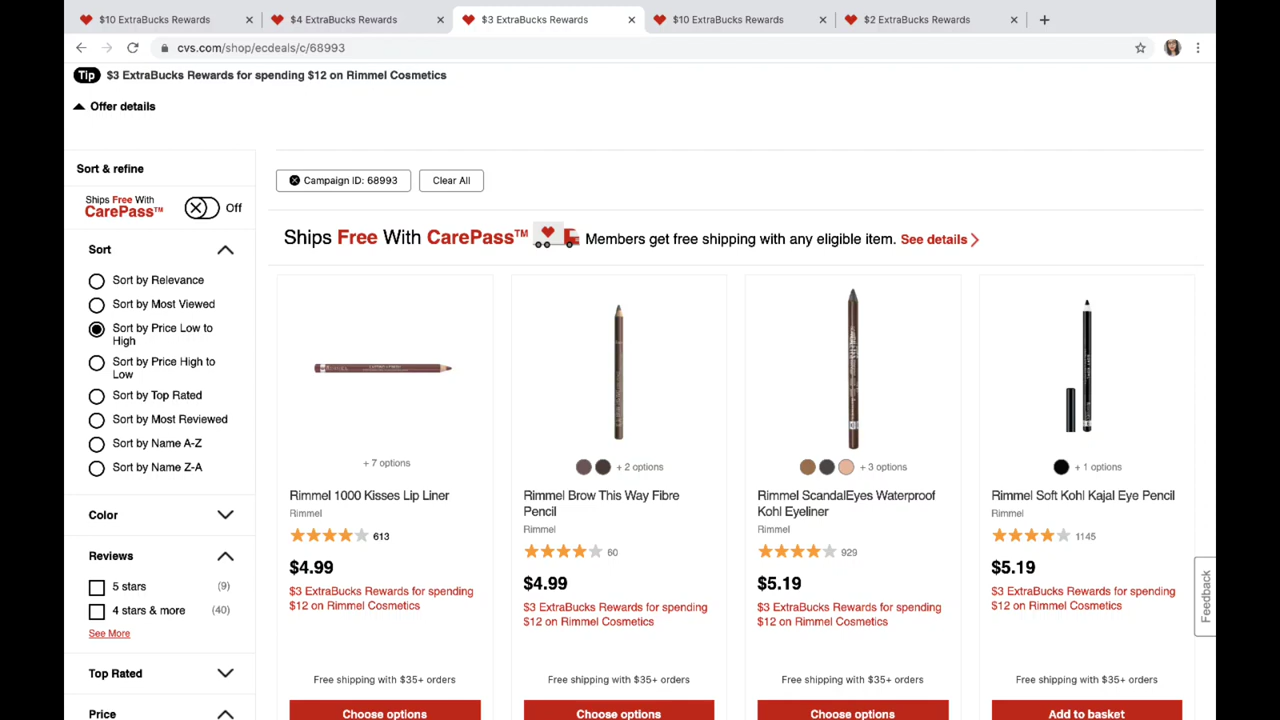 $10 ExtraBucks Rewards
$4 ExtraBucks Rewards
$3 ExtraBucks Rewards
$10 ExtraBucks Rewards
$2 ExtraBucks Rewards
cvs.com/shop/ecdeals/c/68993
Tip $3 ExtraBucks Rewards for spending $12 on Rimmel Cosmetics
Offer details
Sort & refine
Ships Free With
CarePass™
Off
Sort
Sort by Relevance
Sort by Most Viewed
Sort by Price Low to
High
Sort by Price High to
Low
Sort by Top Rated
Sort by Most Reviewed
Sort by Name A-Z
Sort by Name Z-A
Color
Reviews
5 stars (9)
4 stars & more (40)
See More
Top Rated
Price
Campaign ID: 68993
Clear All
Ships Free With CarePass™ Members get free shipping with any eligible item. See details
+ 7 options
Rimmel 1000 Kisses Lip Liner
Rimmel
613
$4.99
$3 ExtraBucks Rewards for spending
$12 on Rimmel Cosmetics
Free shipping with $35+ orders
Choose options
+ 2 options
Rimmel Brow This Way Fibre
Pencil
Rimmel
60
$4.99
$3 ExtraBucks Rewards for spending
$12 on Rimmel Cosmetics
Free shipping with $35+ orders
Choose options
+ 3 options
Rimmel ScandalEyes Waterproof
Kohl Eyeliner
Rimmel
929
$5.19
$3 ExtraBucks Rewards for spending
$12 on Rimmel Cosmetics
Free shipping with $35+ orders
Choose options
+ 1 options
Rimmel Soft Kohl Kajal Eye Pencil
Rimmel
1145
$5.19
$3 ExtraBucks Rewards for spending
$12 on Rimmel Cosmetics
Free shipping with $35+ orders
Add to basket
Feedback